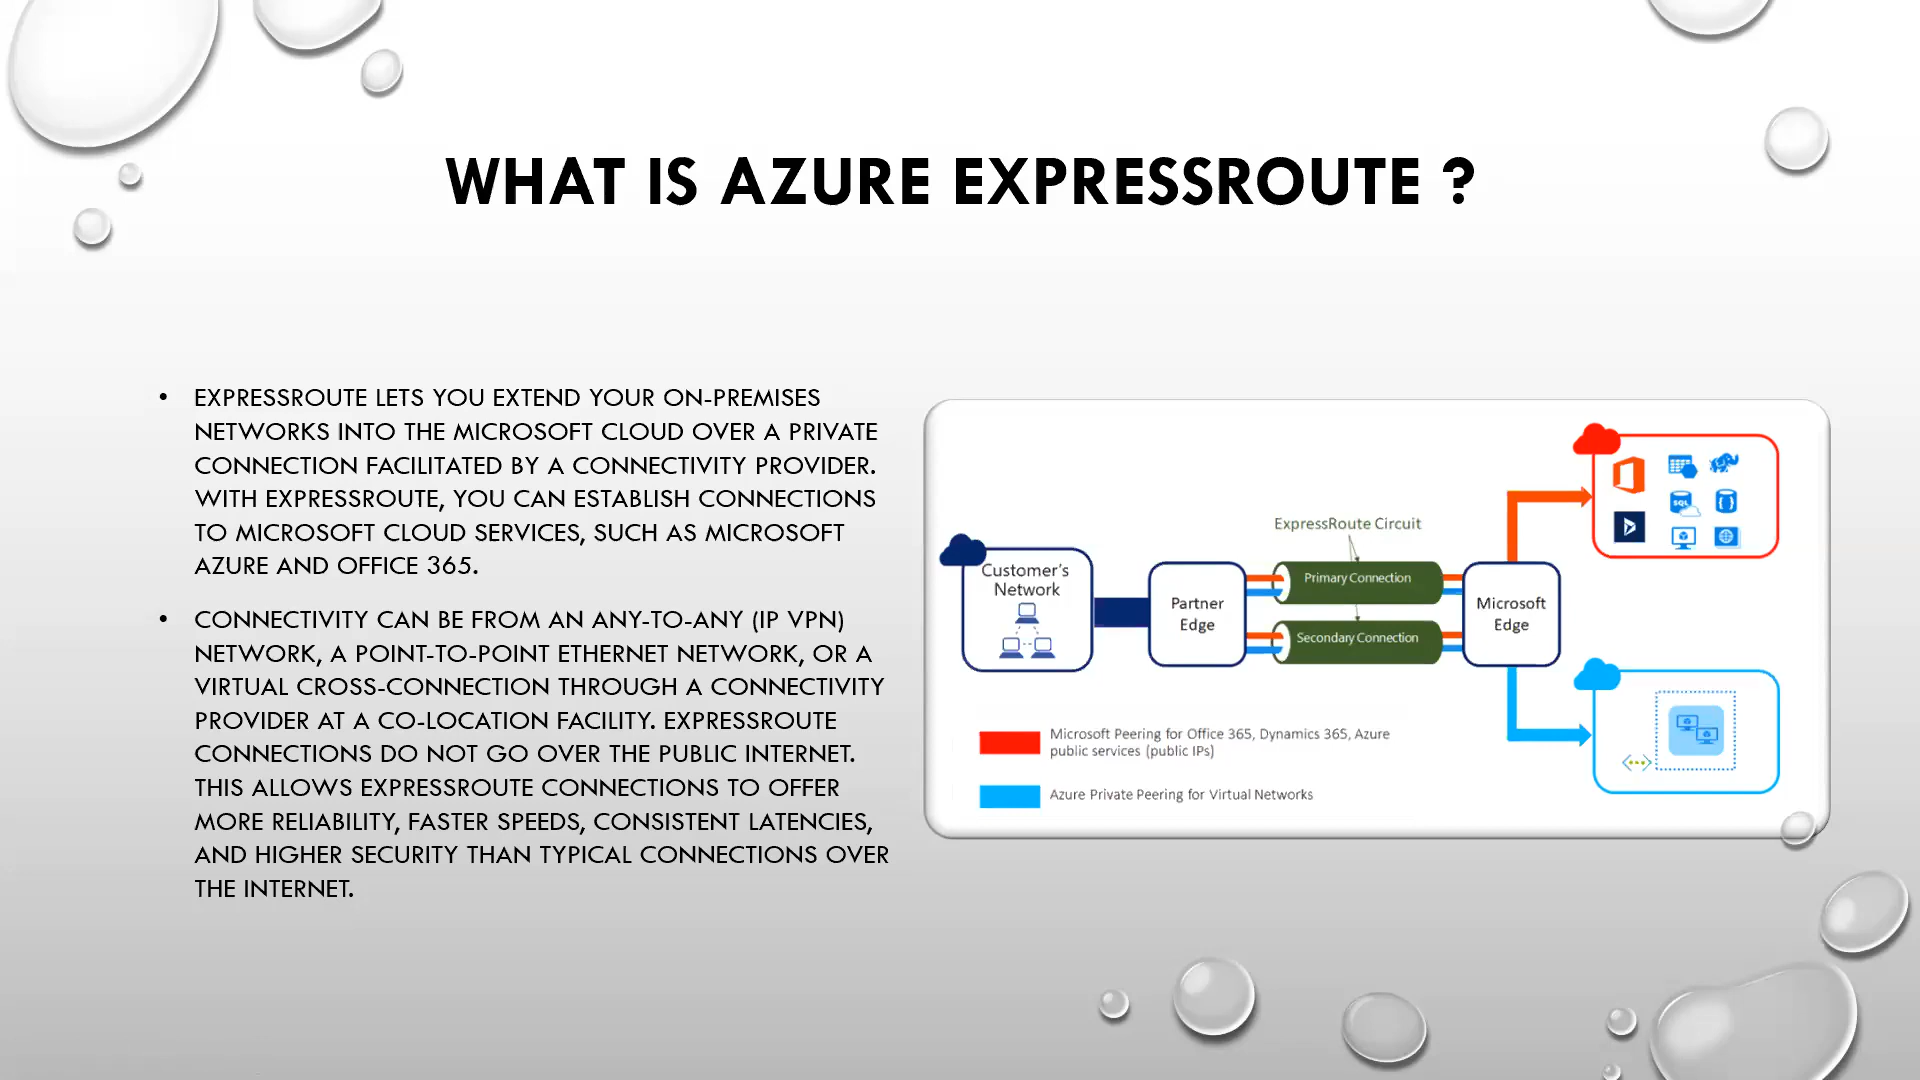 WHAT IS AZURE EXPRESSROUTE ?
• EXPRESSROUTE LETS YOU EXTEND YOUR ON-PREMISES
NETWORKS INTO THE MICROSOFT CLOUD OVER A PRIVATE
CONNECTION FACILITATED BY A CONNECTIVITY PROVIDER.
WITH EXPRESSROUTE, YOU CAN ESTABLISH CONNECTIONS
TO MICROSOFT CLOUD SERVICES, SUCH AS MICROSOFT
AZURE AND OFFICE 365.
• CONNECTIVITY CAN BE FROM AN ANY-TO-ANY (IP VPN)
NETWORK, A POINT-TO-POINT ETHERNET NETWORK, OR A
VIRTUAL CROSS-CONNECTION THROUGH A CONNECTIVITY
PROVIDER AT A CO-LOCATION FACILITY. EXPRESSROUTE
CONNECTIONS DO NOT GO OVER THE PUBLIC INTERNET.
THIS ALLOWS EXPRESSROUTE CONNECTIONS TO OFFER
MORE RELIABILITY, FASTER SPEEDS, CONSISTENT LATENCIES,
AND HIGHER SECURITY THAN TYPICAL CONNECTIONS OVER
THE INTERNET.
Customer's
Network
Partner
Edge
ExpressRoute Circuit
Primary Connection
Secondary Connection
Microsoft
Edge
SQL
Microsoft Peering for Office 365, Dynamics 365, Azure
public services (public IPs)
Azure Private Peering for Virtual Networks